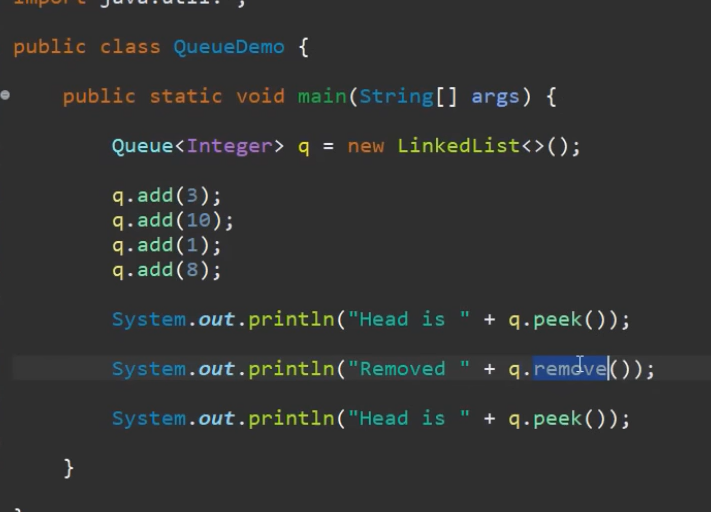 import java.util.*;
public class QueueDemo {
public static void main(String[] args) {
Queue<Integer> q = new LinkedList<>();
q.add(3);
q.add(10);
q.add(1);
q.add(8);
System.out.println("Head is " + q.peek());
System.out.println("Removed " + q.remove());
System.out.println("Head is " + q.peek());
}
}